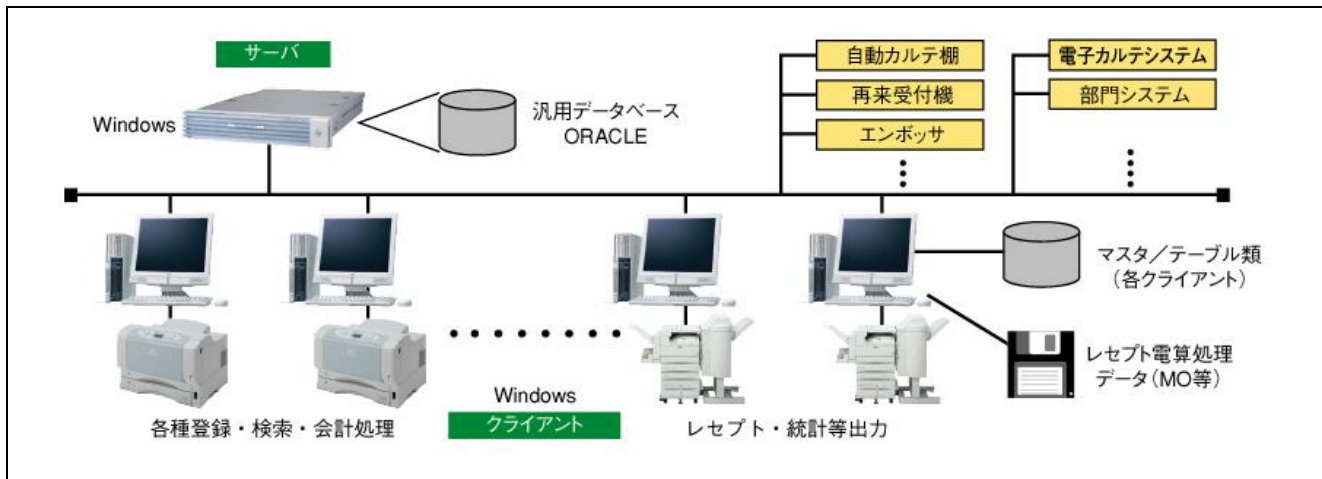 サーバ
Windows
汎用データベース
ORACLE
自動カルテ棚
再来受付機
エンボッサ
電子カルテシステム
部門システム
マスタ／テーブル類
（各クライアント）
レセプト電算処理
データ（MO等）
Windows
クライアント
各種登録・検索・会計処理
レセプト・統計等出力